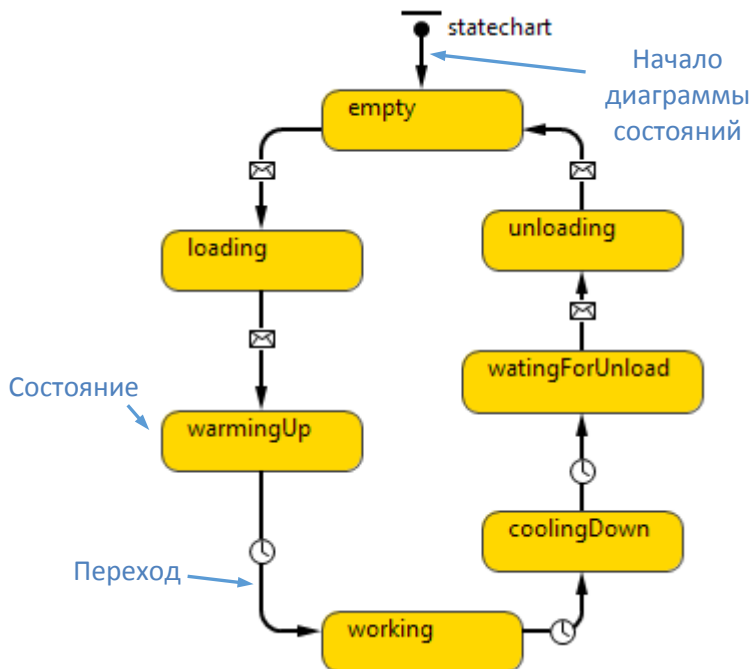 statechart
Начало
диаграммы
состояний
empty
loading
unloading
watingForUnload
Состояние
warmingUp
coolingDown
Переход
working